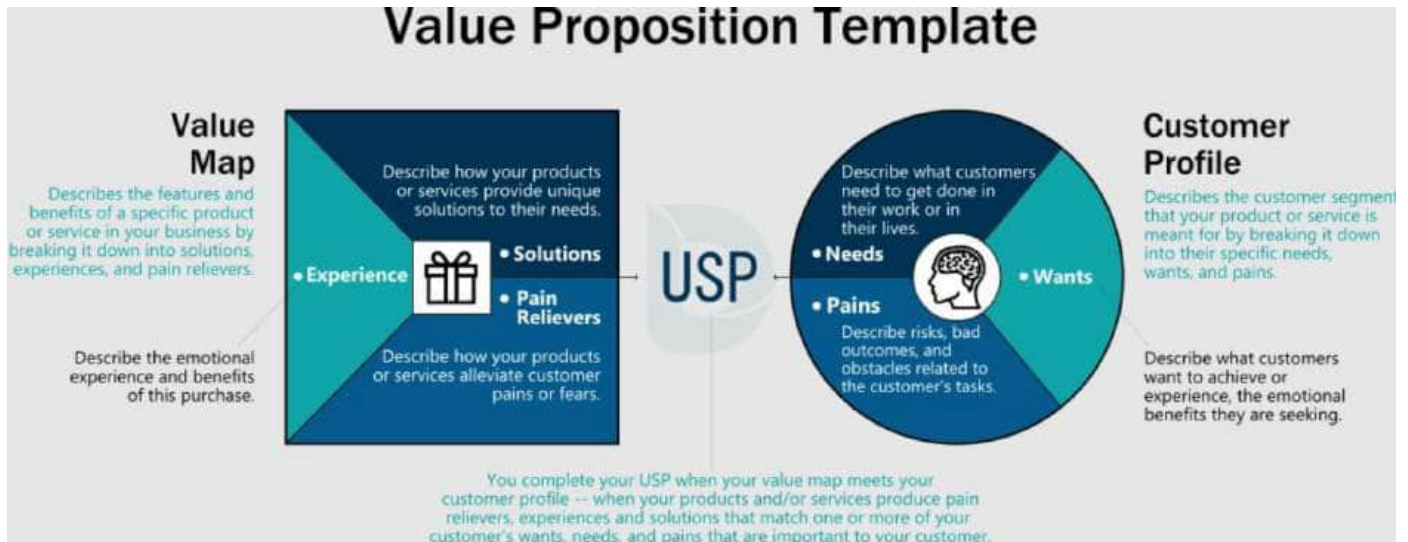 Value Proposition Template
Value
Map
Describes the features and
benefits of a specific product
or service in your business by
breaking it down into solutions,
experiences, and pain relievers.
Describe the emotional
experience and benefits
of this purchase.
Describe how your products
or services provide unique
solutions to their needs.
• Solutions
• Experience
• Pain
Relievers
Describe how your products
or services alleviate customer
pains or fears.
USP
Describe what customers
need to get done in
their work or in
their lives.
• Needs
• Wants
• Pains
Describe risks, bad
outcomes, and
obstacles related to
the customer's tasks.
Customer
Profile
Describes the customer segment
that your product or service is
meant for by breaking it down
into their specific needs,
wants, and pains.
Describe what customers
want to achieve or
experience, the emotional
benefits they are seeking.
You complete your USP when your value map meets your
customer profile -- when your products and/or services produce pain
relievers, experiences and solutions that match one or more of your
customer's wants, needs, and pains that are important to your customer.